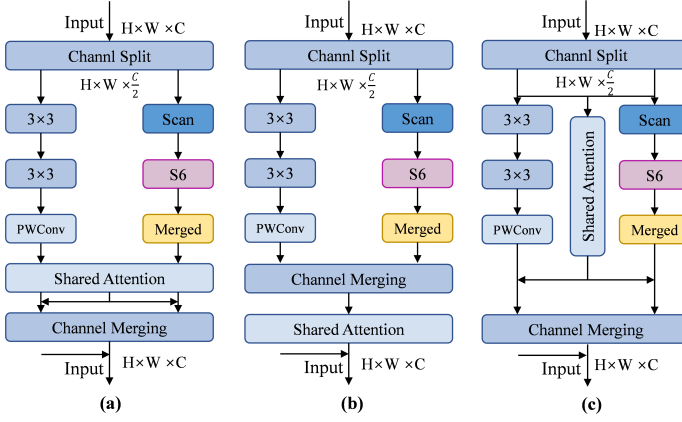 Input
H×W ×C
Channl Split
H×W ×C/2
3×3
Scan
3×3
S6
PWConv
Merged
Shared Attention
Channel Merging
Input
H×W ×C
(a)
Input
H×W ×C
Channl Split
H×W ×C/2
3×3
Scan
3×3
S6
PWConv
Merged
Channel Merging
Shared Attention
Input
H×W ×C
(b)
Input
H×W ×C
Channl Split
H×W ×C/2
3×3
Scan
3×3
Shared Attention
S6
PWConv
Merged
Channel Merging
Input
H×W ×C
(c)